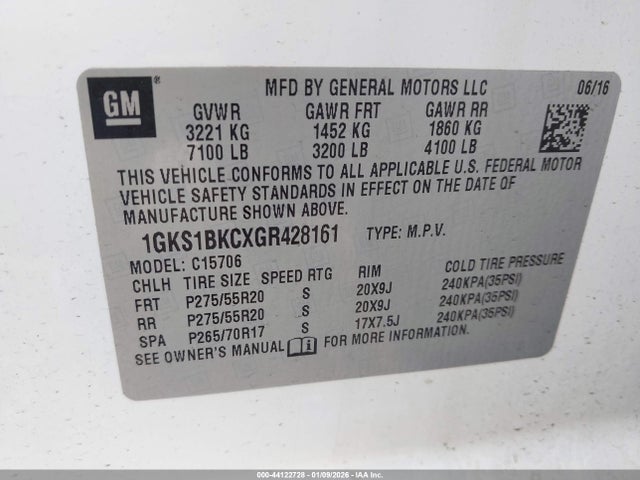 GM ®
MFD BY GENERAL MOTORS LLC 06/16
GVWR GAWR FRT GAWR RR
3221 KG 1452 KG 1860 KG
7100 LB 3200 LB 4100 LB
THIS VEHICLE CONFORMS TO ALL APPLICABLE U.S. FEDERAL MOTOR
VEHICLE SAFETY STANDARDS IN EFFECT ON THE DATE OF
MANUFACTURE SHOWN ABOVE.
1GKS1BKCXGR428161 TYPE: M.P.V.
MODEL: C15706
CHLH TIRE SIZE SPEED RTG RIM COLD TIRE PRESSURE
FRT P275/55R20 S 20X9J 240KPA(35PSI)
RR P275/55R20 S 20X9J 240KPA(35PSI)
SPA P265/70R17 S 17X7.5J 240KPA(35PSI)
SEE OWNER'S MANUAL i FOR MORE INFORMATION.
000-44122728 - 01/09/2026 - IAAI.COM